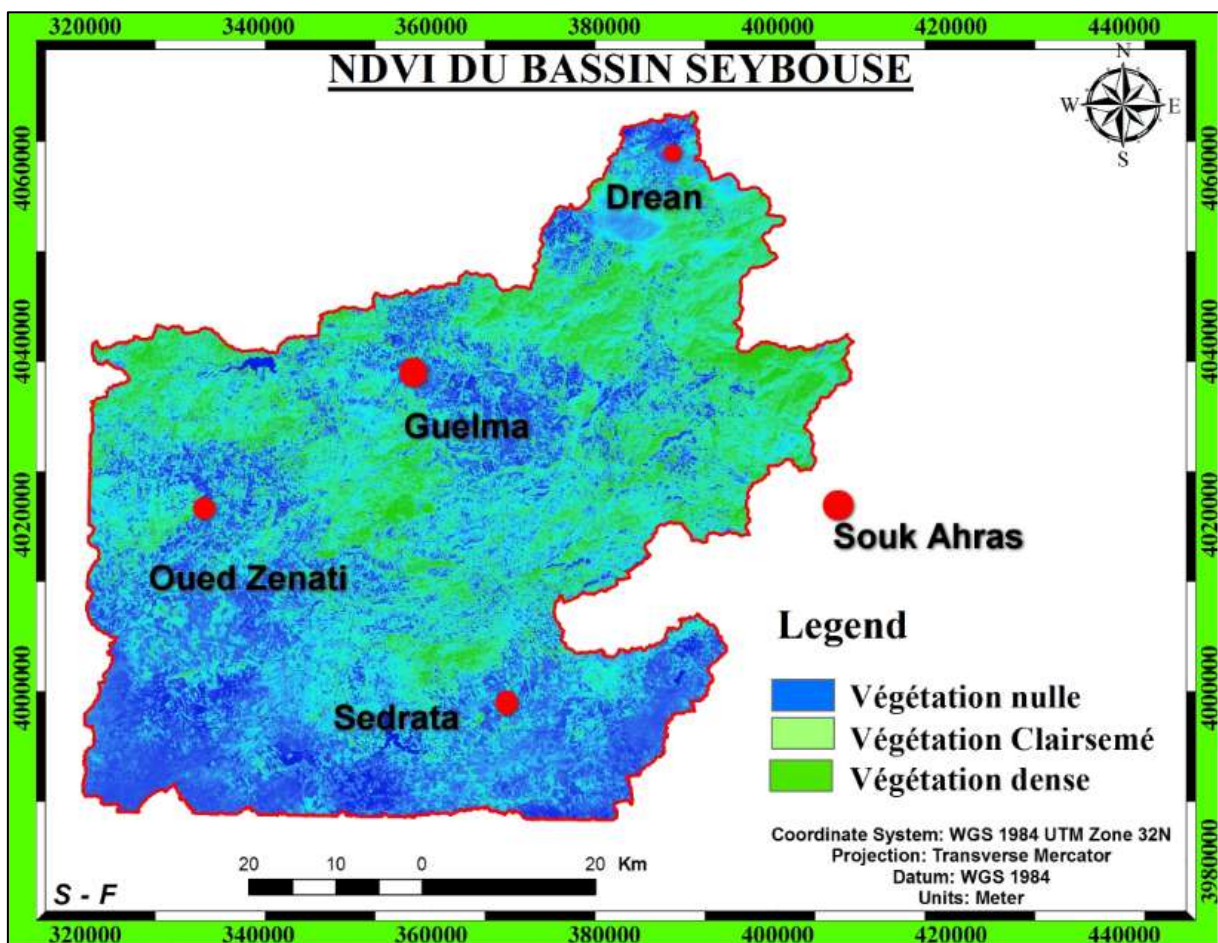 320000 340000 360000 380000 400000 420000 440000
NDVI DU BASSIN SEYBOUSE
N
W E
S
4060000 4060000
Drean
4040000 4040000
Guelma
4020000 4020000
Souk Ahras
Oued Zenati
Legend
4000000 4000000
Végétation nulle
Sedrata
Végétation Clairsemé
Végétation dense
Coordinate System: WGS 1984 UTM Zone 32N
Projection: Transverse Mercator
Datum: WGS 1984
Units: Meter
20 10 0 20 Km
S - F
3980000
320000 340000 360000 380000 400000 420000 440000